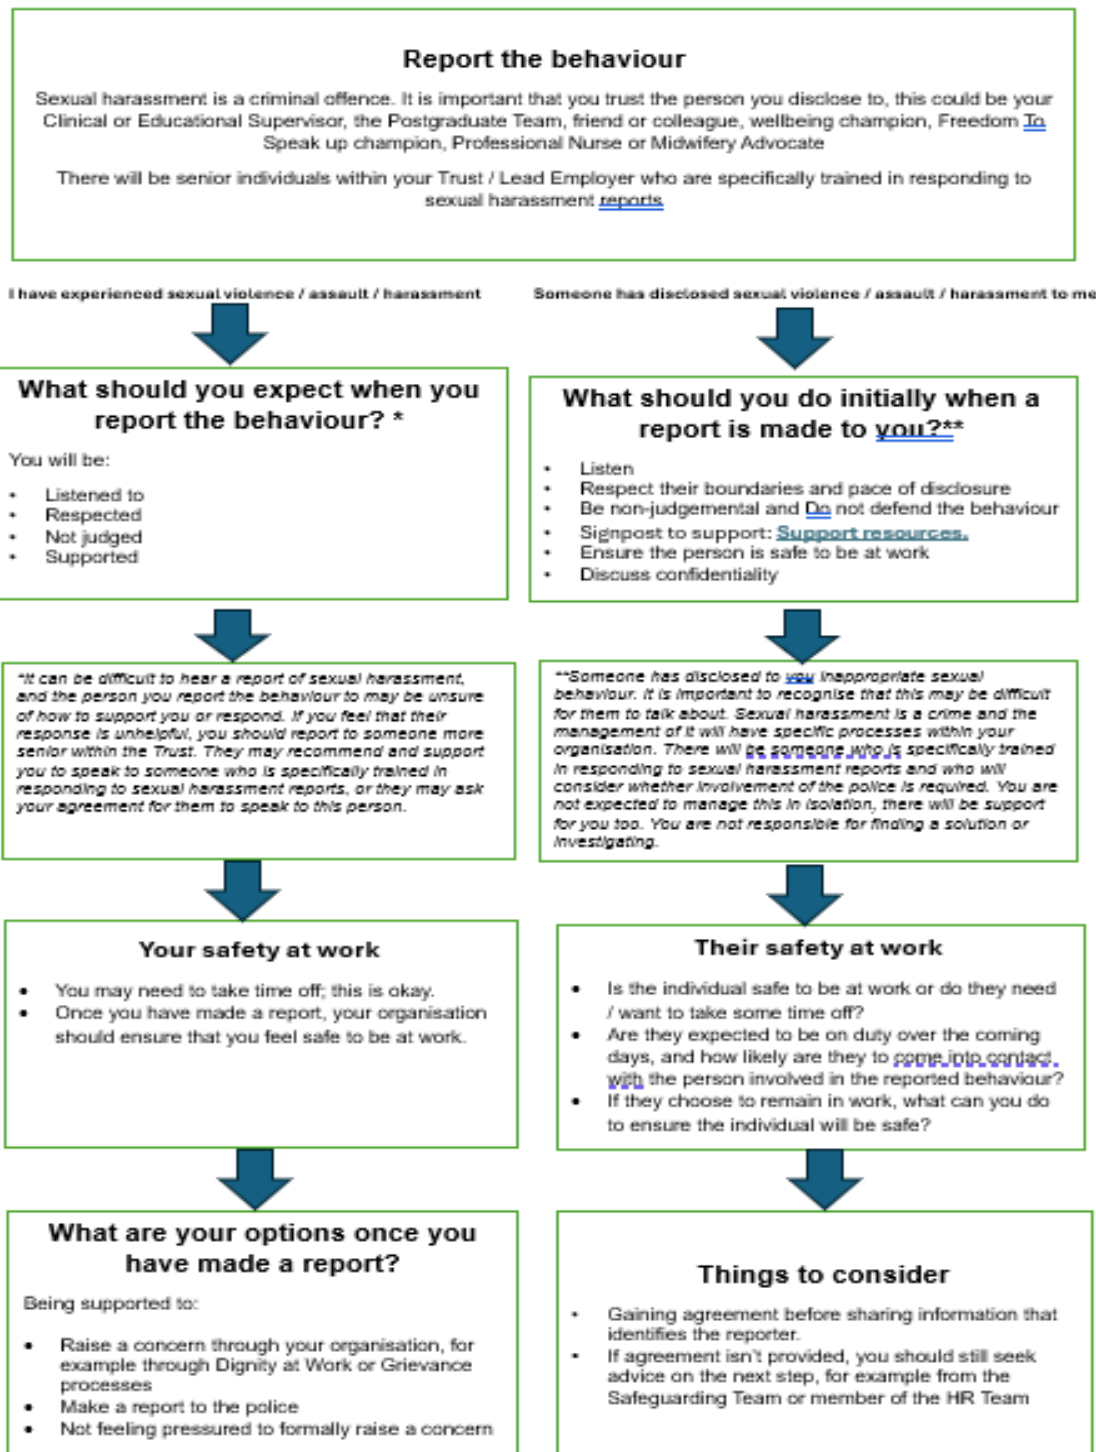 Report the behaviour
Sexual harassment is a criminal offence. It is important that you trust the person you disclose to, this could be your
Clinical or Educational Supervisor, the Postgraduate Team, friend or colleague, wellbeing champion, Freedom To
Speak up champion, Professional Nurse or Midwifery Advocate
There will be senior individuals within your Trust / Lead Employer who are specifically trained in responding to
sexual harassment reports
I have experienced sexual violence / assault / harassment
What should you expect when you
report the behaviour? *
You will be:
• Listened to
• Respected
• Not judged
• Supported
*It can be difficult to hear a report of sexual harassment,
and the person you report the behaviour to may be unsure
of how to support you or respond. If you feel that their
response is unhelpful, you should report to someone more
senior within the Trust. They may recommend and support
you to speak to someone who is specifically trained in
responding to sexual harassment reports, or they may ask
your agreement for them to speak to this person.
Your safety at work
• You may need to take time off; this is okay.
• Once you have made a report, your organisation
should ensure that you feel safe to be at work.
What are your options once you
have made a report?
Being supported to:
• Raise a concern through your organisation, for
example through Dignity at Work or Grievance
processes
• Make a report to the police
• Not feeling pressured to formally raise a concern
Someone has disclosed sexual violence / assault / harassment to me
What should you do initially when a
report is made to you?**
• Listen
• Respect their boundaries and pace of disclosure
• Be non-judgemental and Do not defend the behaviour
• Signpost to support: Support resources.
• Ensure the person is safe to be at work
• Discuss confidentiality
**Someone has disclosed to you inappropriate sexual
behaviour. It is important to recognise that this may be difficult
for them to talk about. Sexual harassment is a crime and the
management of it will have specific processes within your
organisation. There will be someone who is specifically trained
in responding to sexual harassment reports and who will
consider whether involvement of the police is required. You are
not expected to manage this in isolation, there will be support
for you too. You are not responsible for finding a solution or
investigating.
Their safety at work
• Is the individual safe to be at work or do they need
/ want to take some time off?
• Are they expected to be on duty over the coming
days, and how likely are they to come into contact
with the person involved in the reported behaviour?
• If they choose to remain in work, what can you do
to ensure the individual will be safe?
Things to consider
• Gaining agreement before sharing information that
identifies the reporter.
• If agreement isn't provided, you should still seek
advice on the next step, for example from the
Safeguarding Team or member of the HR Team